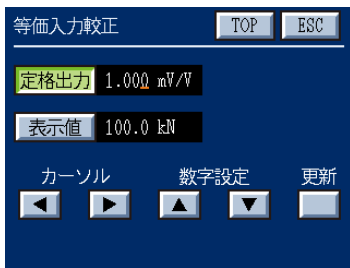 等価入力較正 TOP ESC
定格出力 1.000 mV/V
表示値 100.0 kN
カーソル 数字設定 更新